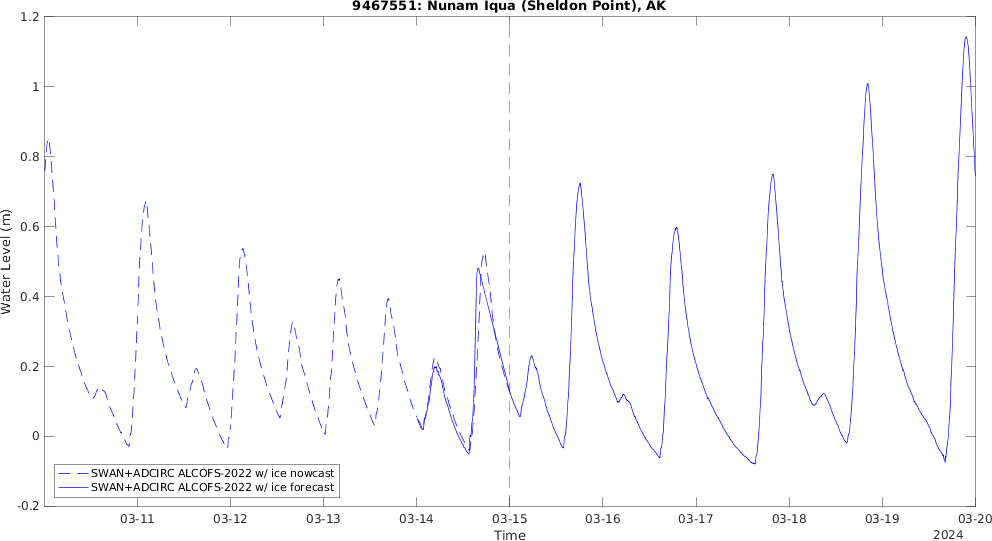 9467551: Nunam Iqua (Sheldon Point), AK
Water Level (m)
1.2
1
0.8
0.6
0.4
0.2
0
-0.2
SWAN+ADCIRC ALCOFS-2022 w/ ice nowcast
SWAN+ADCIRC ALCOFS-2022 w/ ice forecast
03-11 03-12 03-13 03-14 03-15 03-16 03-17 03-18 03-19 03-20
Time
2024